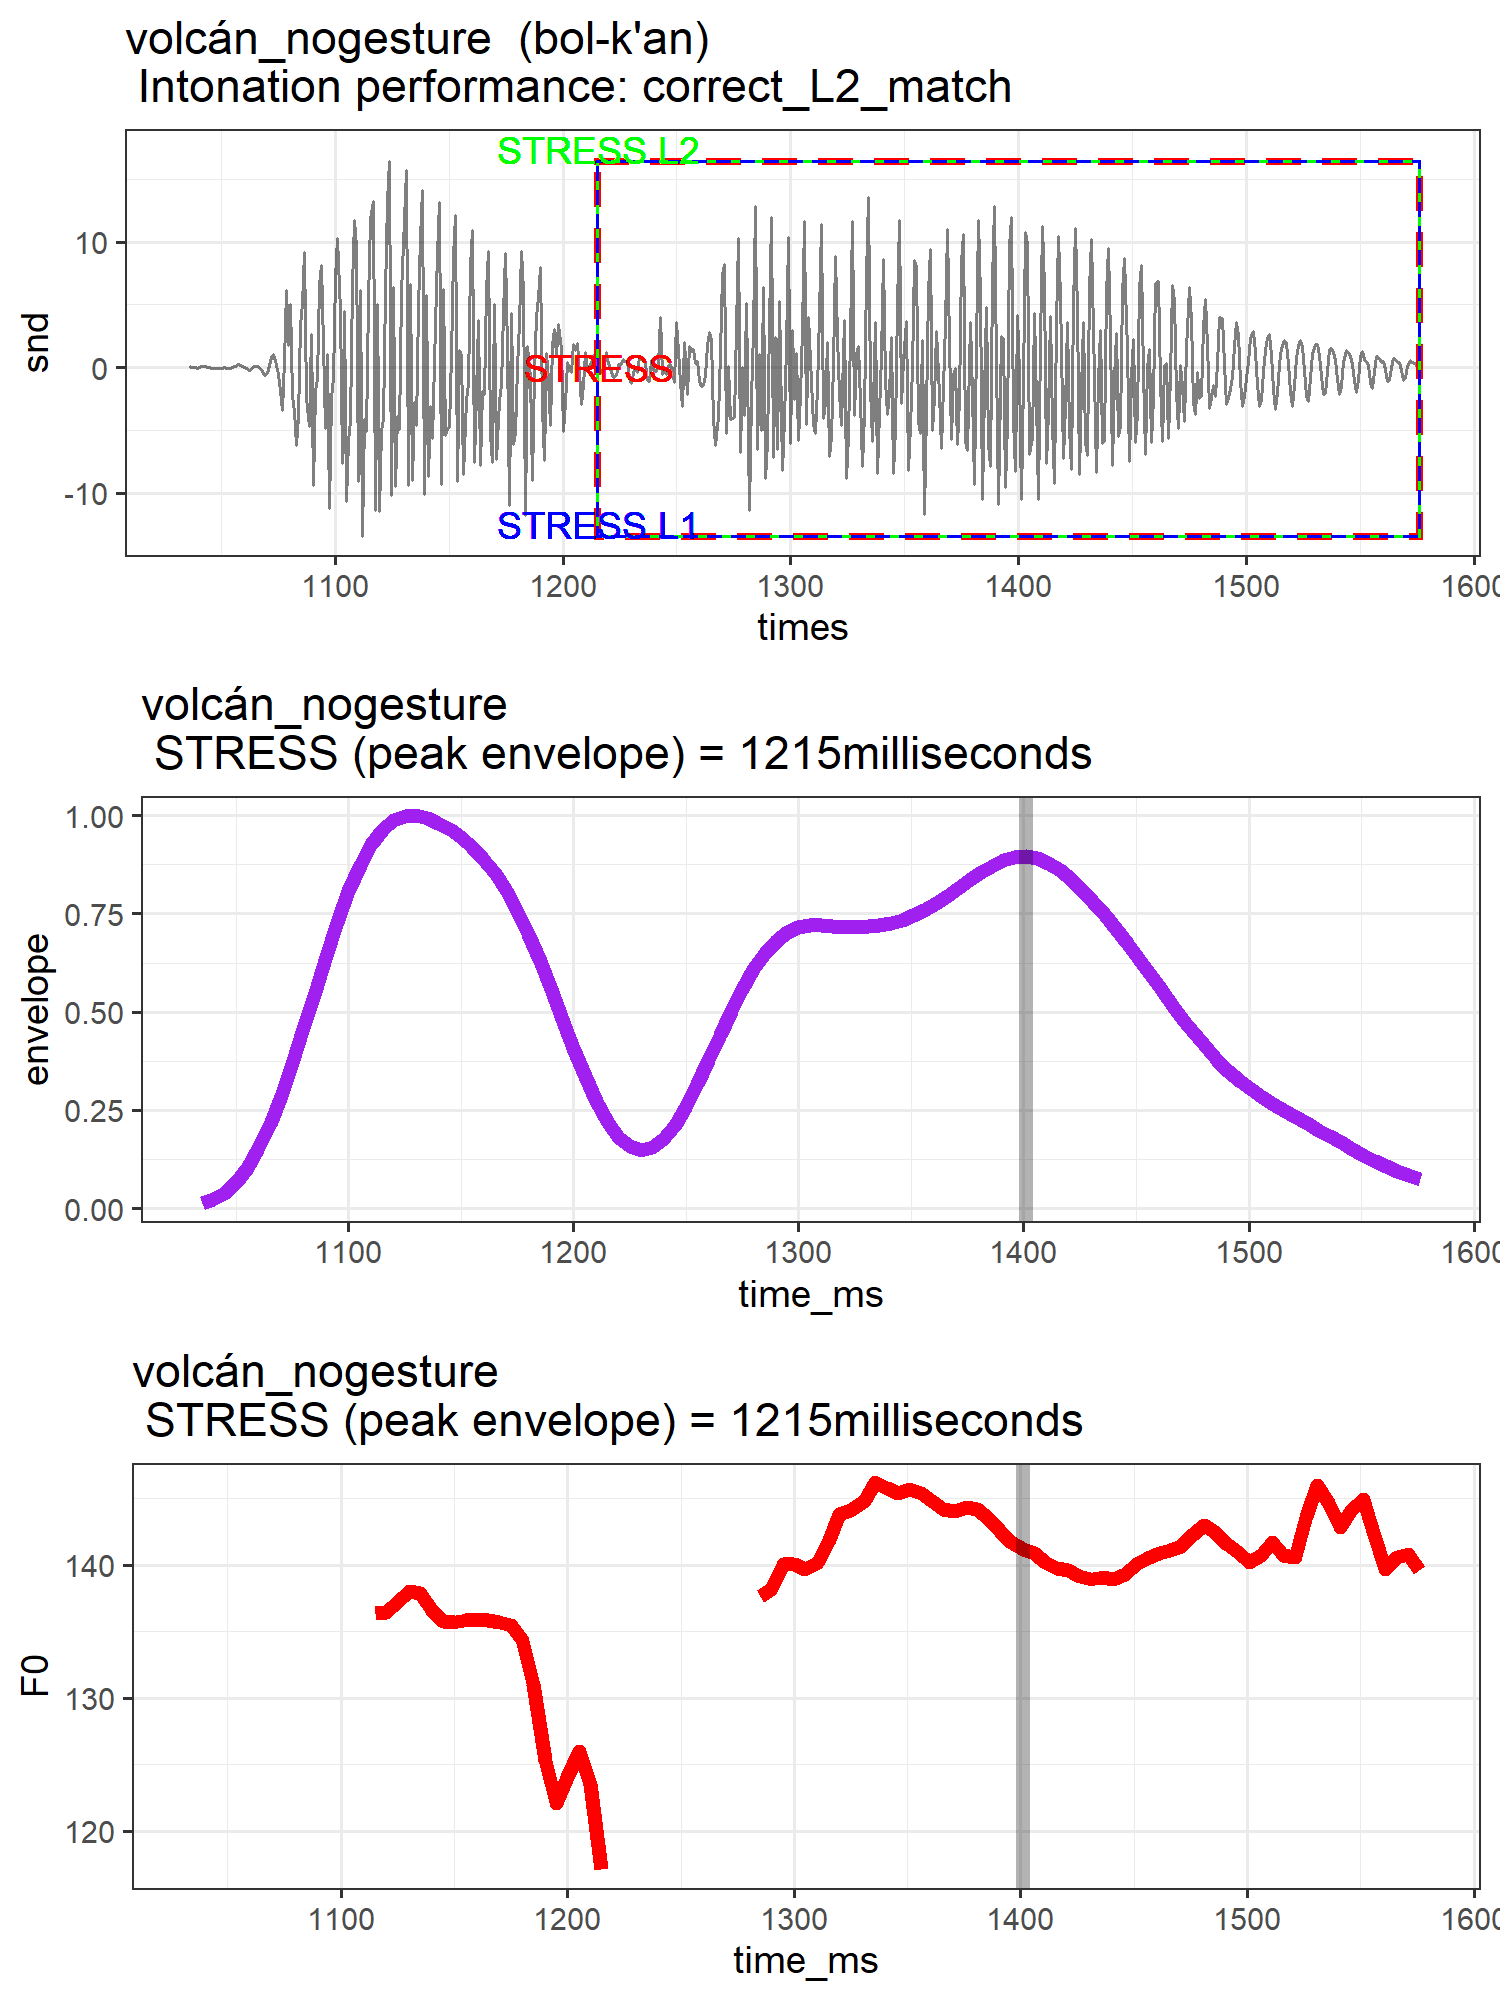 volcán_nogesture  (bol-k'an)
Intonation performance: correct_L2_match
STRESS L2
STRESS
STRESS L1
snd
10
0
-10
1100
1200
1300
1400
1500
1600
times
volcán_nogesture
STRESS (peak envelope) = 1215milliseconds
envelope
1.00
0.75
0.50
0.25
0.00
1100
1200
1300
1400
1500
1600
time_ms
volcán_nogesture
STRESS (peak envelope) = 1215milliseconds
F0
140
130
120
1100
1200
1300
1400
1500
1600
time_ms